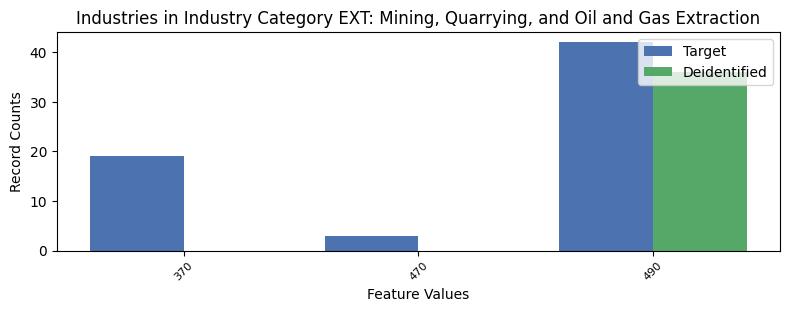 Industries in Industry Category EXT: Mining, Quarrying, and Oil and Gas Extraction
Target
Deidentified
Record Counts
40
30
20
10
0
370
470
490
Feature Values